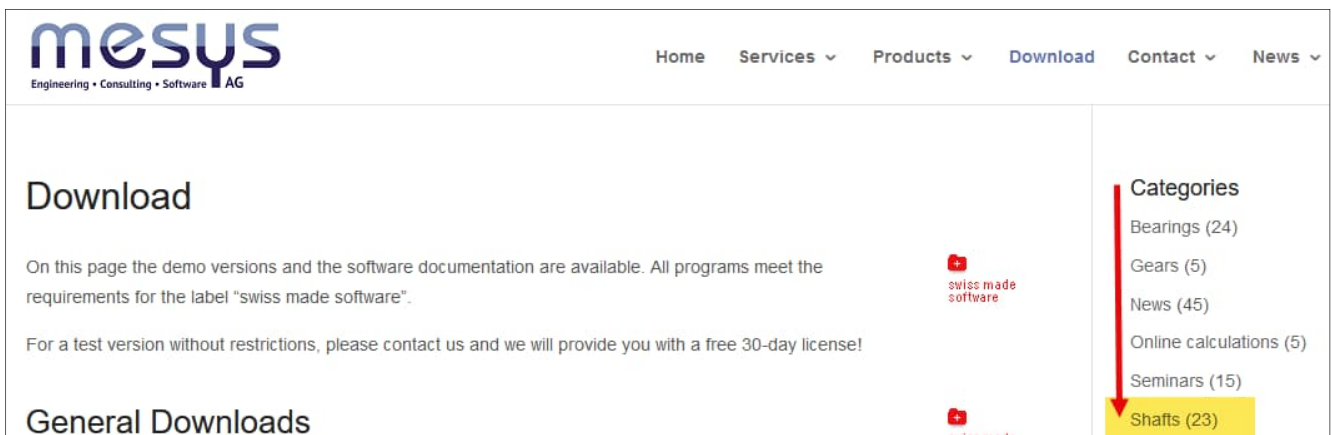 mesys
Engineering • Consulting • Software AG
Home Services Products Download Contact News
Download
On this page the demo versions and the software documentation are available. All programs meet the
requirements for the label “swiss made software”.
swiss made
software
For a test version without restrictions, please contact us and we will provide you with a free 30-day license!
General Downloads
Categories
Bearings (24)
Gears (5)
News (45)
Online calculations (5)
Seminars (15)
Shafts (23)